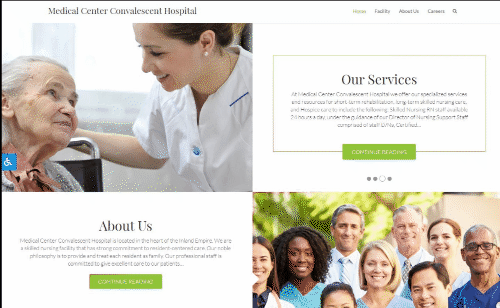 Medical Center Convalescent Hospital
Home Facility About Us Careers
Our Services
At Medical Center Convalescent Hospital we offer our specialized services
and resources for short-term rehabilitation, long-term skilled nursing care,
and Hospice care to include the following: Skilled Nursing RN staff available
24 hours a day, under the guidance of our Director of Nursing Support Staff
comprised of staff (LVNs, Certified...
CONTINUE READING
About Us
Medical Center Convalescent Hospital is located in the heart of the Inland Empire. We are
a skilled nursing facility that has strong commitment to resident-centered care. Our noble
philosophy is to provide and treat each resident as family. Our professional staff is
committed to give excellent care to our patients...
CONTINUE READING